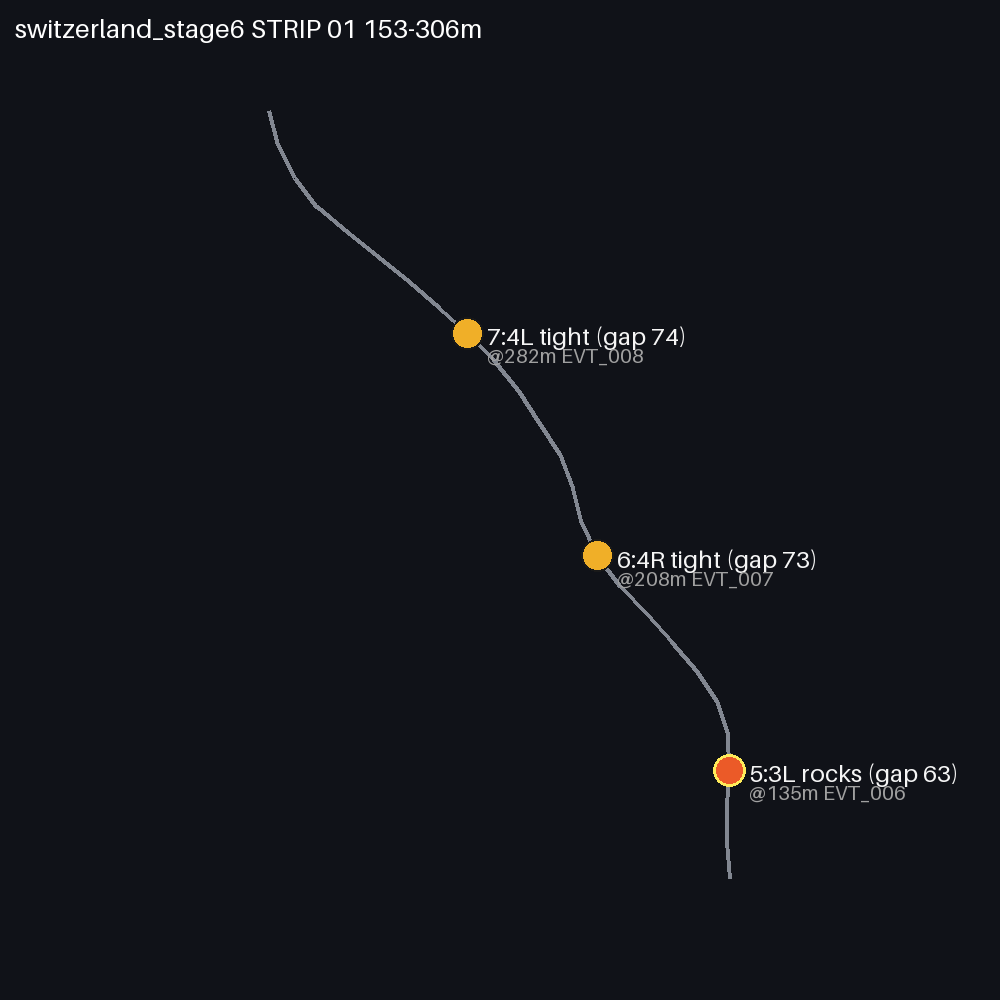 switzerland_stage6 STRIP 01 153-306m
7:4L tight (gap 74)
@282m EVT_008
6:4R tight (gap 73)
@208m EVT_007
5:3L rocks (gap 63)
@135m EVT_006